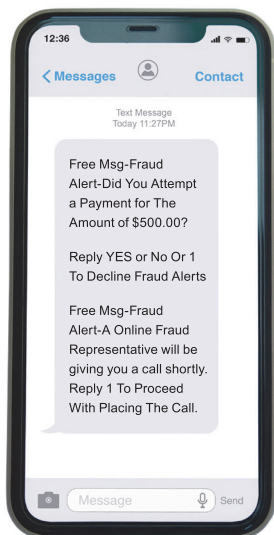 12:36
Messages
Contact
Text Message
Today 11:27PM
Free Msg-Fraud
Alert-Did You Attempt
a Payment for The
Amount of $500.00?
Reply YES or No Or 1
To Decline Fraud Alerts
Free Msg-Fraud
Alert-A Online Fraud
Representative will be
giving you a call shortly.
Reply 1 To Proceed
With Placing The Call.
Message
Send